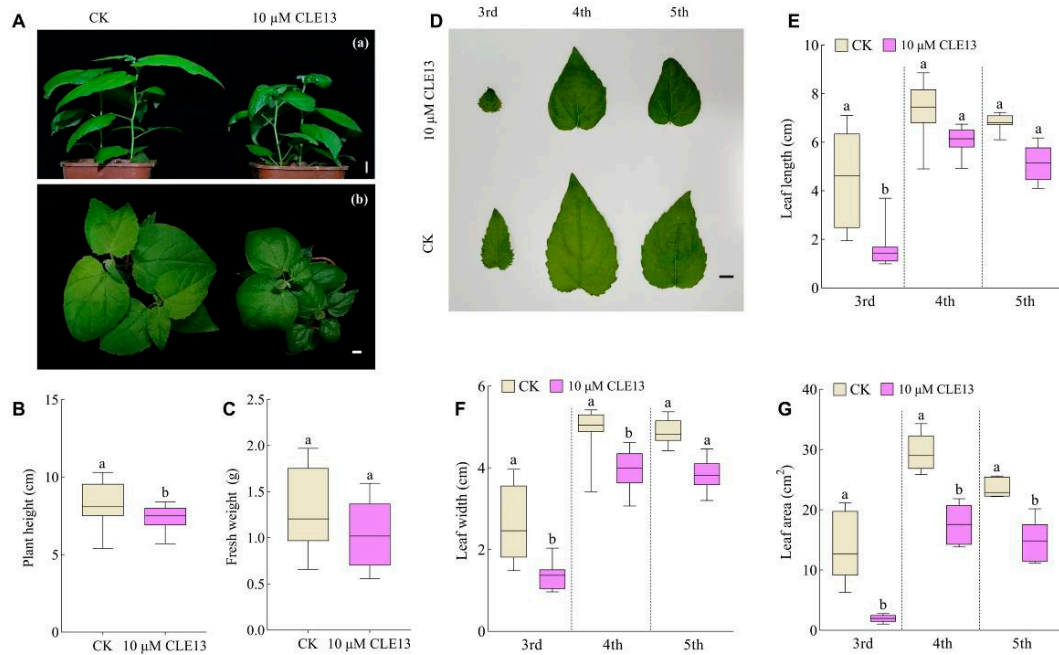 A
CK
10 μM CLE13
(a)
(b)
B
Plant height (cm)
15
10
5
0
a
b
CK
10 μM CLE13
C
Fresh weight (g)
2.5
2.0
1.5
1.0
0.5
0.0
a
a
CK
10 μM CLE13
D
3rd
4th
5th
10 μM CLE13
CK
E
CK
10 μM CLE13
Leaf length (cm)
10
8
6
4
2
0
a
b
a
a
a
a
3rd
4th
5th
F
CK
10 μM CLE13
Leaf width (cm)
6
4
2
0
a
b
a
b
a
a
3rd
4th
5th
G
CK
10 μM CLE13
Leaf area (cm²)
40
30
20
10
0
a
b
a
b
a
b
3rd
4th
5th